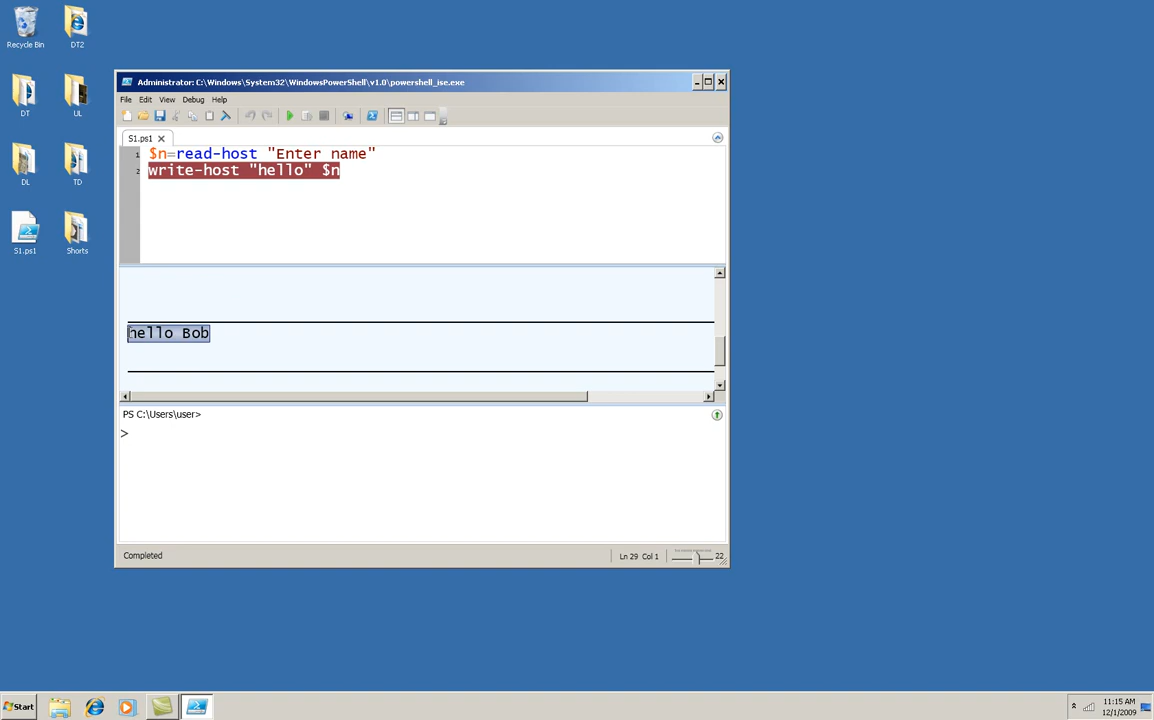 Recycle Bin
DT2
DT
UL
DL
TD
S1.ps1
Shorts
Administrator: C:\Windows\System32\WindowsPowerShell\v1.0\powershell_ise.exe
File Edit View Debug Help
S1.ps1
1 $n=read-host "Enter name"
2 write-host "hello" $n
hello Bob
PS C:\Users\user>
>
Completed
Ln 29 Col 1
22
Start
11:15 AM
12/1/2009